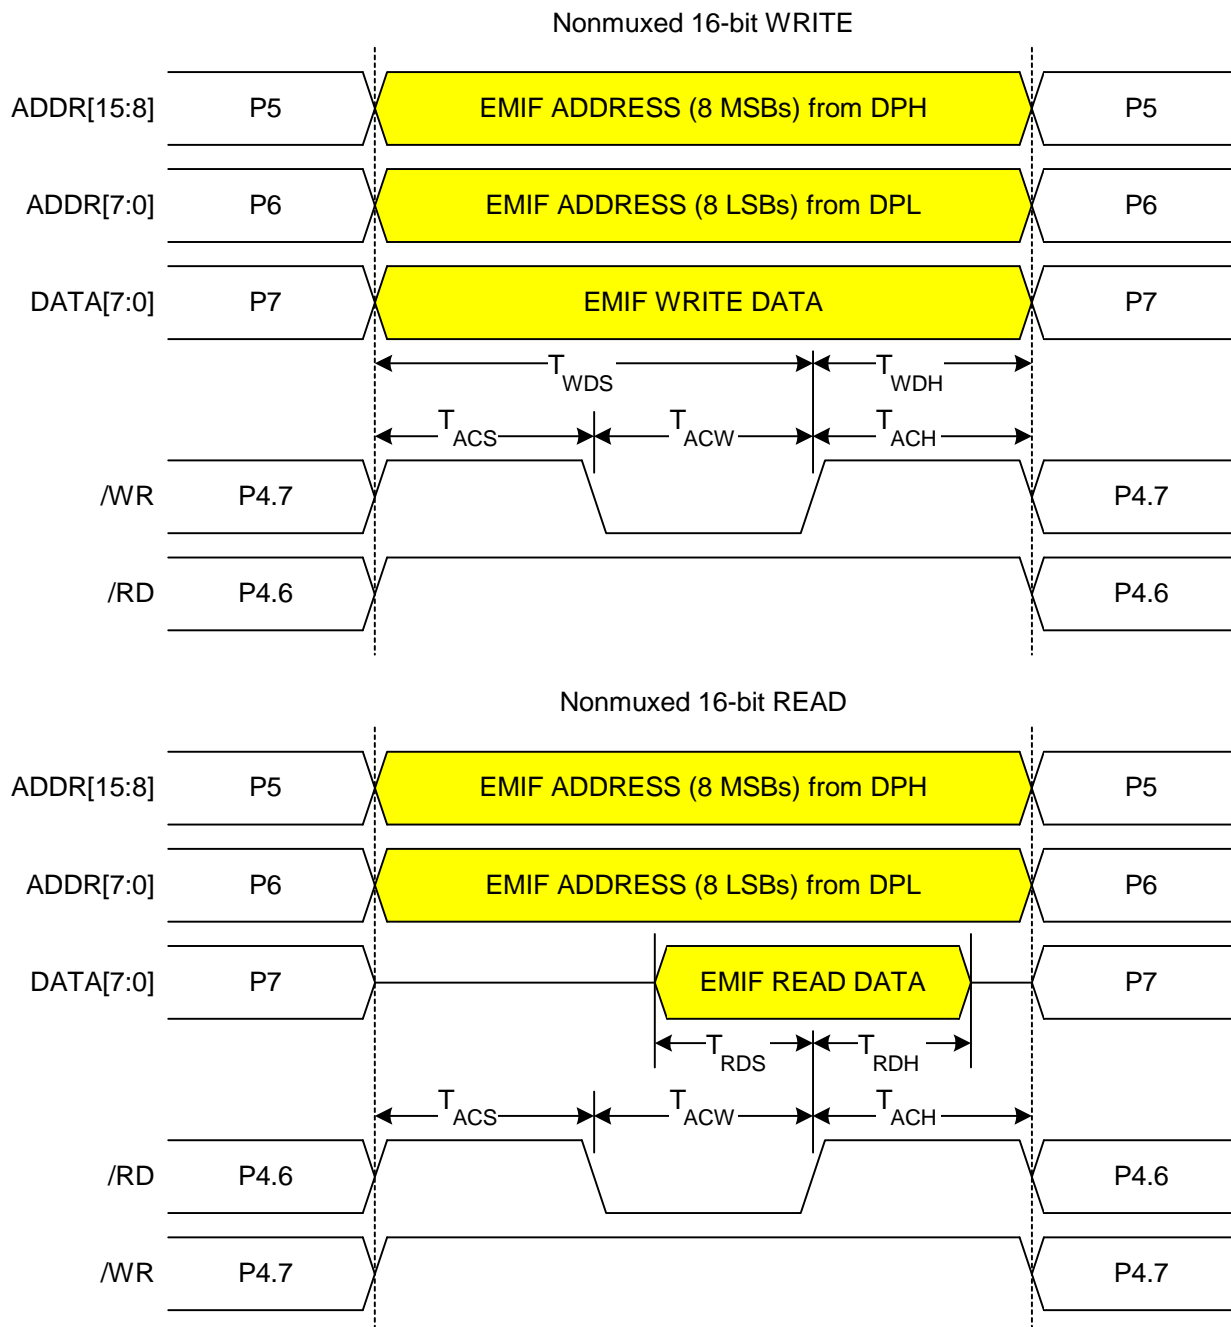 Nonmuxed 16-bit WRITE
ADDR[15:8] P5 EMIF ADDRESS (8 MSBs) from DPH P5
ADDR[7:0] P6 EMIF ADDRESS (8 LSBs) from DPL P6
DATA[7:0] P7 EMIF WRITE DATA P7
TWDS TWDH
TACS TACW TACH
/WR P4.7 P4.7
/RD P4.6 P4.6
Nonmuxed 16-bit READ
ADDR[15:8] P5 EMIF ADDRESS (8 MSBs) from DPH P5
ADDR[7:0] P6 EMIF ADDRESS (8 LSBs) from DPL P6
DATA[7:0] P7 EMIF READ DATA P7
TRDS TRDH
TACS TACW TACH
/RD P4.6 P4.6
/WR P4.7 P4.7